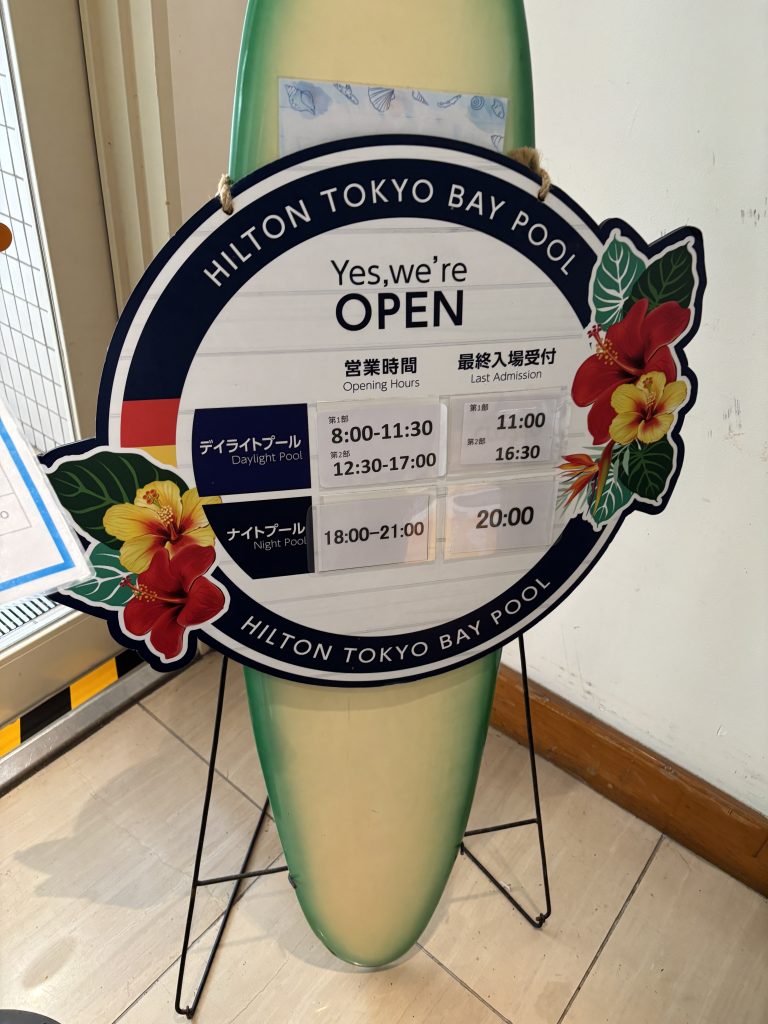 HILTON TOKYO BAY POOL
Yes,we're
OPEN
営業時間 最終入場受付
Opening Hours Last Admission
デイライトプール
Daylight Pool
第1部
8:00-11:30
第2部
12:30-17:00
第1部
11:00
第2部
16:30
ナイトプール
Night Pool
18:00-21:00
20:00
HILTON TOKYO BAY POOL